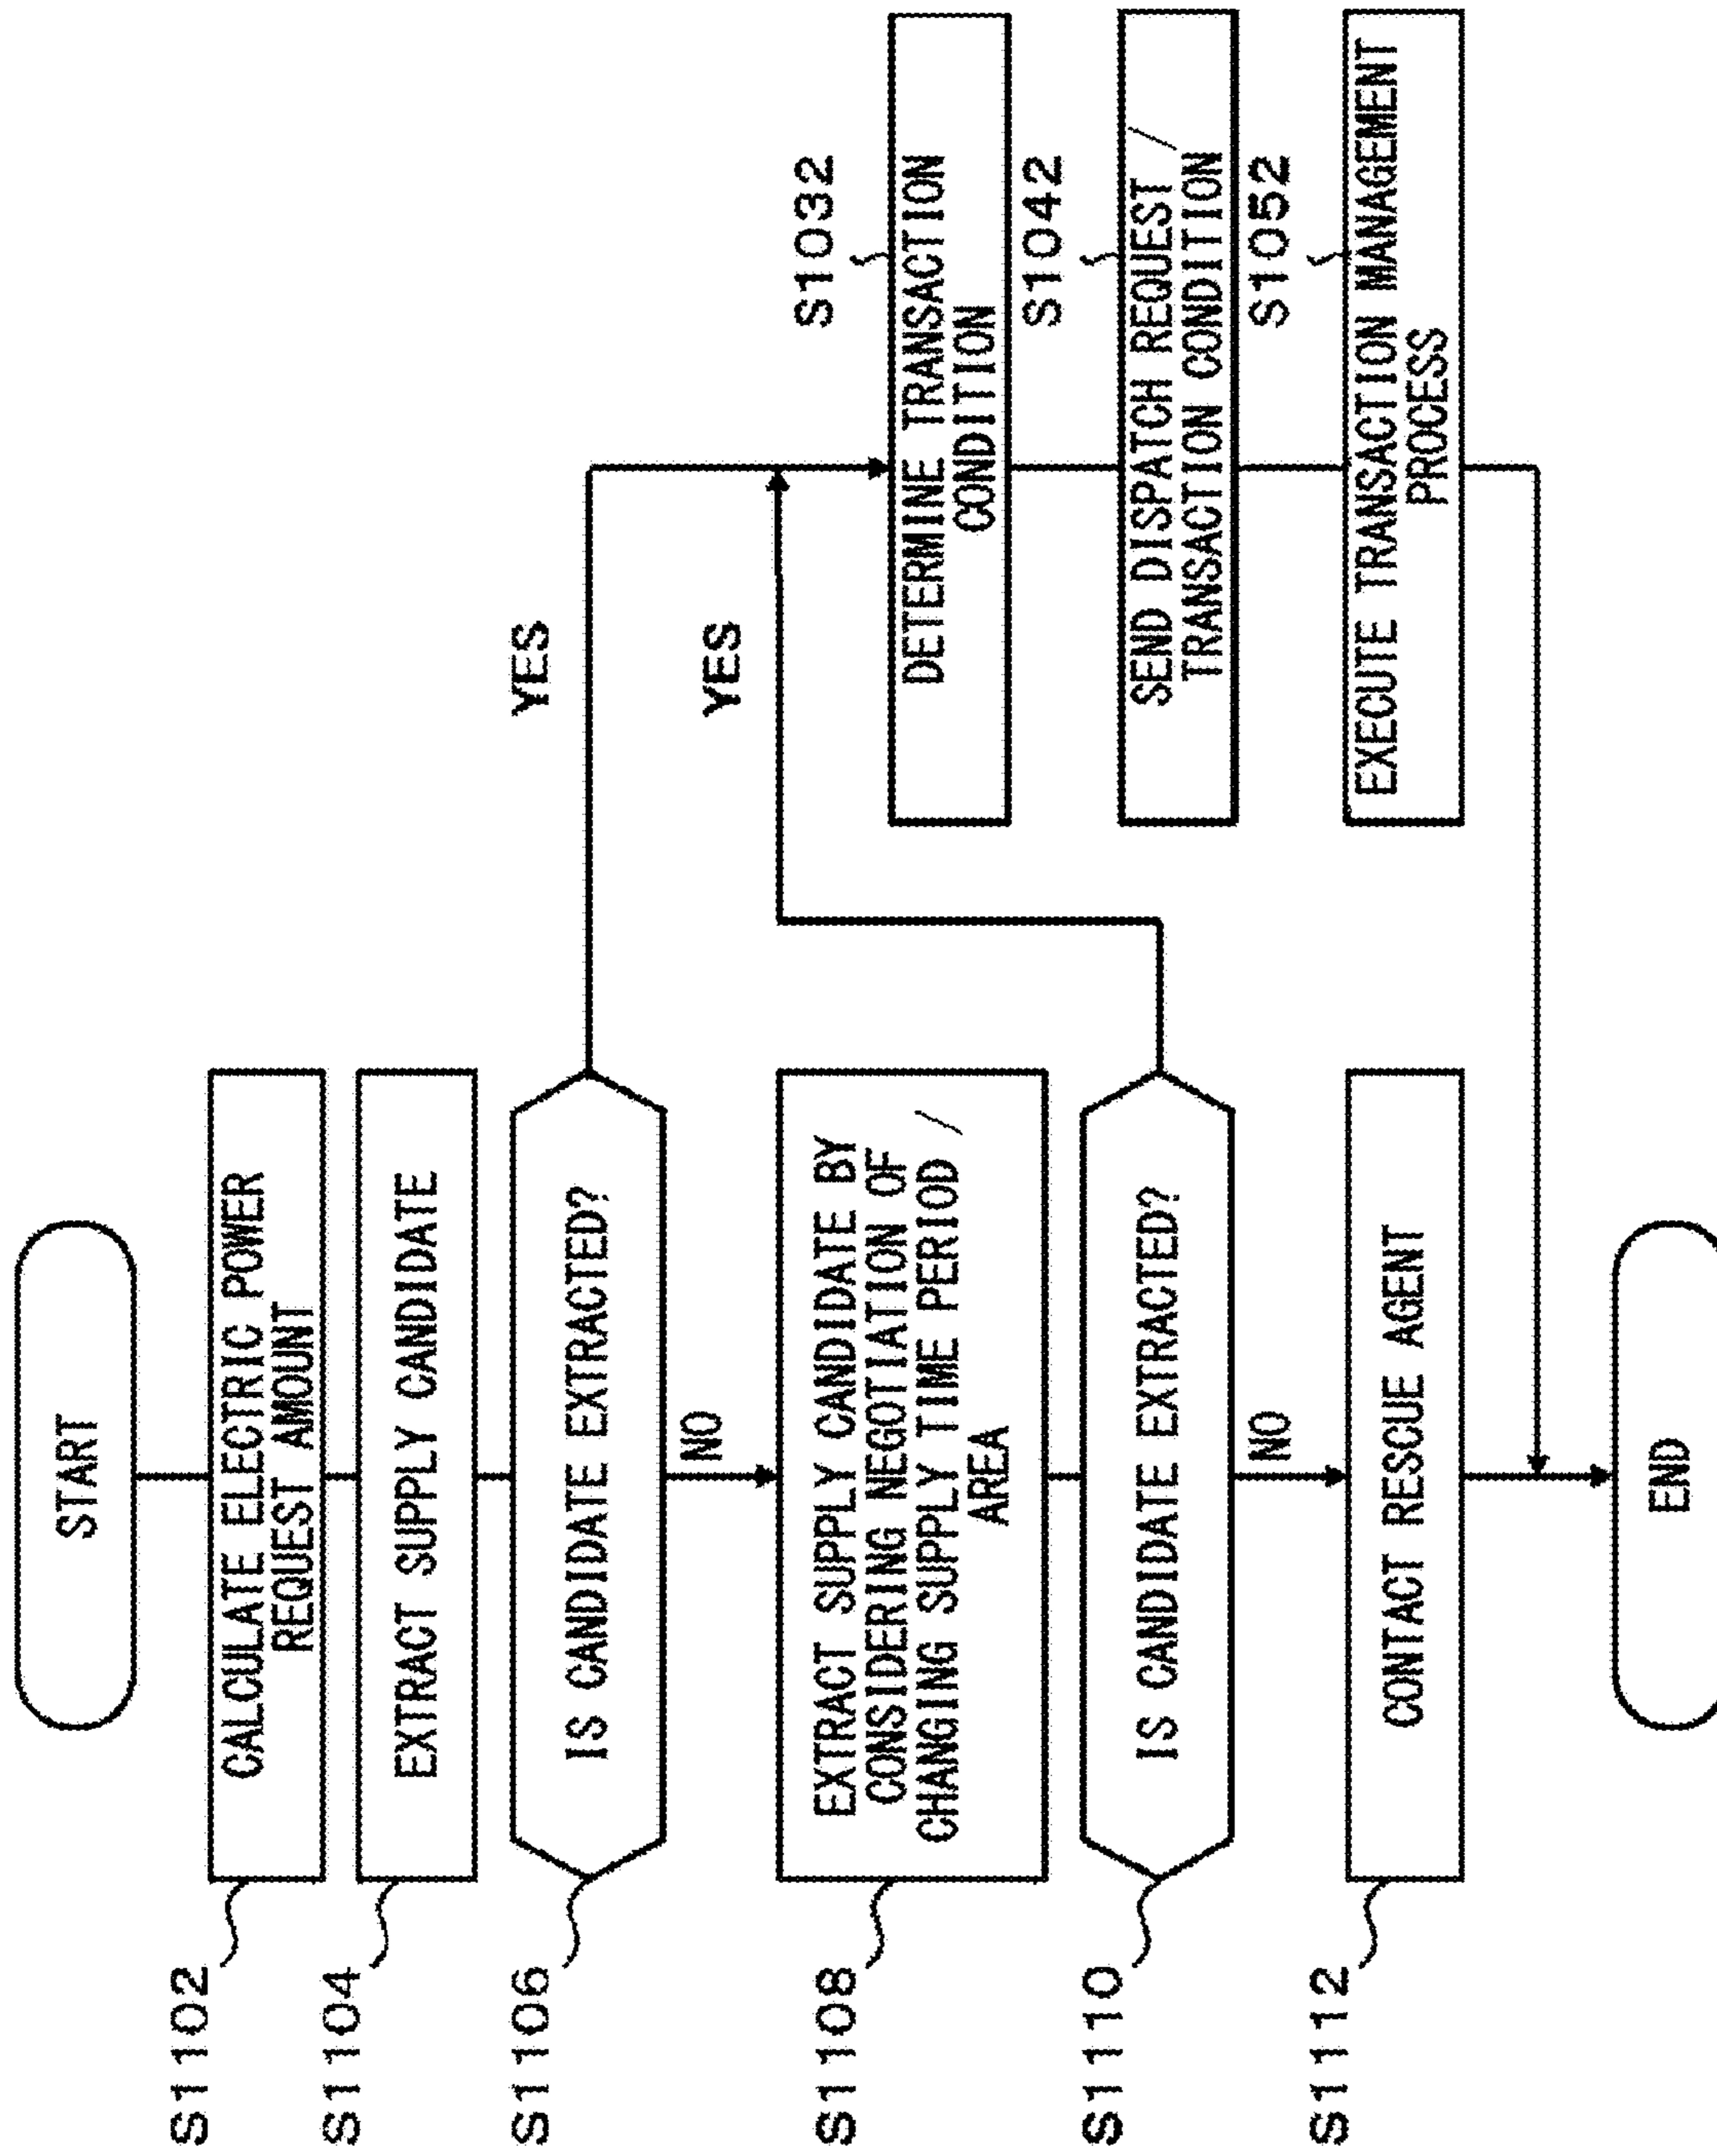 START
S1102
CALCULATE ELECTRIC POWER
REQUEST AMOUNT
S1104
EXTRACT SUPPLY CANDIDATE
S1106
IS CANDIDATE EXTRACTED?
YES
NO
S1108
EXTRACT SUPPLY CANDIDATE BY
CONSIDERING NEGOTIATION OF
CHANGING SUPPLY TIME PERIOD /
AREA
YES
S1110
IS CANDIDATE EXTRACTED?
NO
S1112
CONTACT RESCUE AGENT
S1032
DETERMINE TRANSACTION
CONDITION
S1042
SEND DISPATCH REQUEST /
TRANSACTION CONDITION
S1052
EXECUTE TRANSACTION MANAGEMENT
PROCESS
END